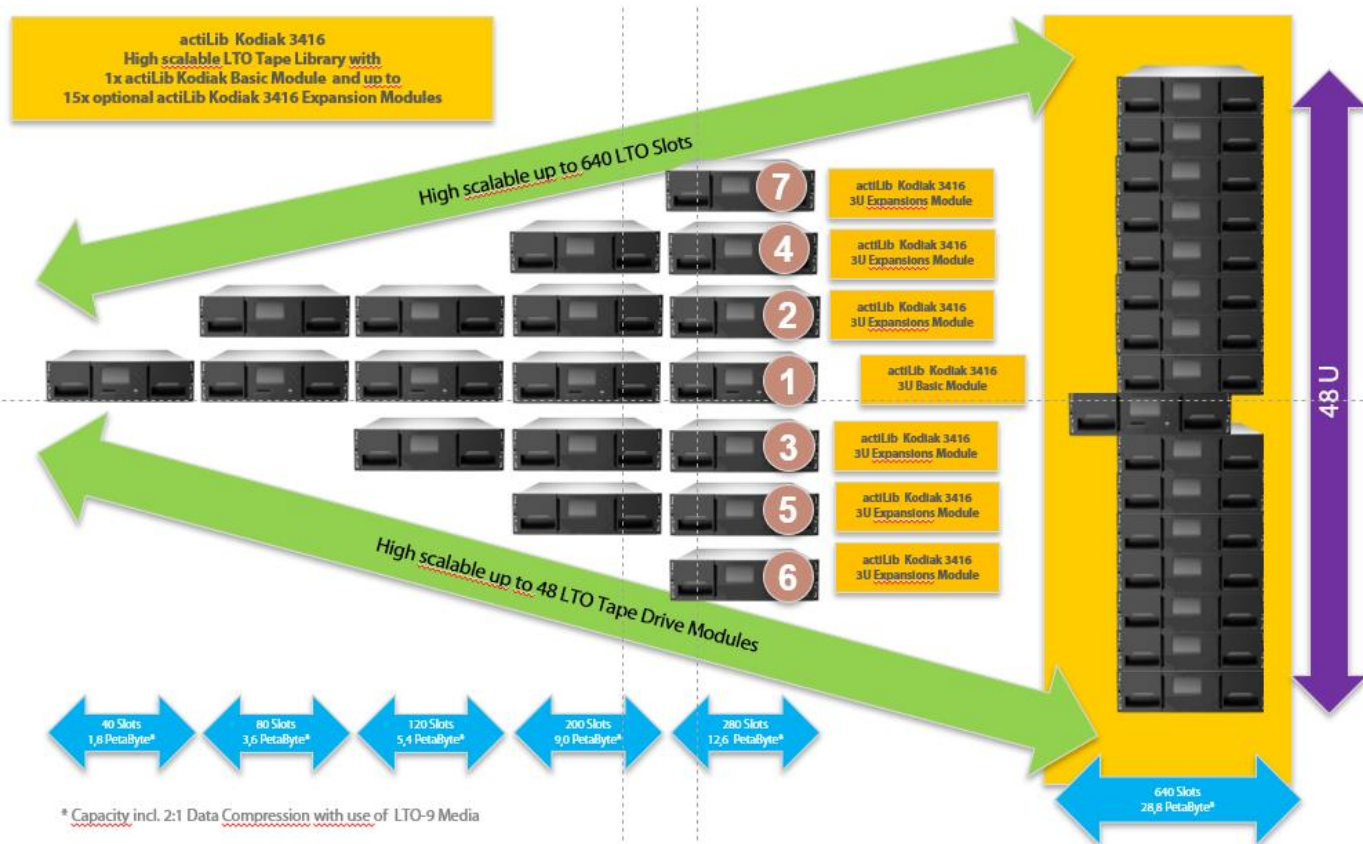 actiLib Kodiak 3416
High scalable LTO Tape Library with
1x actiLib Kodiak Basic Module and up to
15x optional actiLib Kodiak 3416 Expansion Modules
High scalable up to 640 LTO Slots
7
actiLib Kodiak 3416
3U Expansions Module
4
actiLib Kodiak 3416
3U Expansions Module
2
actiLib Kodiak 3416
3U Expansions Module
1
actiLib Kodiak 3416
3U Basic Module
48 U
3
actiLib Kodiak 3416
3U Expansions Module
5
actiLib Kodiak 3416
3U Expansions Module
6
actiLib Kodiak 3416
3U Expansions Module
High scalable up to 48 LTO Tape Drive Modules
40 Slots
1,8 PetaByte*
80 Slots
3,6 PetaByte*
120 Slots
5,4 PetaByte*
200 Slots
9,0 PetaByte*
280 Slots
12,6 PetaByte*
640 Slots
28,8 PetaByte*
* Capacity incl. 2:1 Data Compression with use of LTO-9 Media